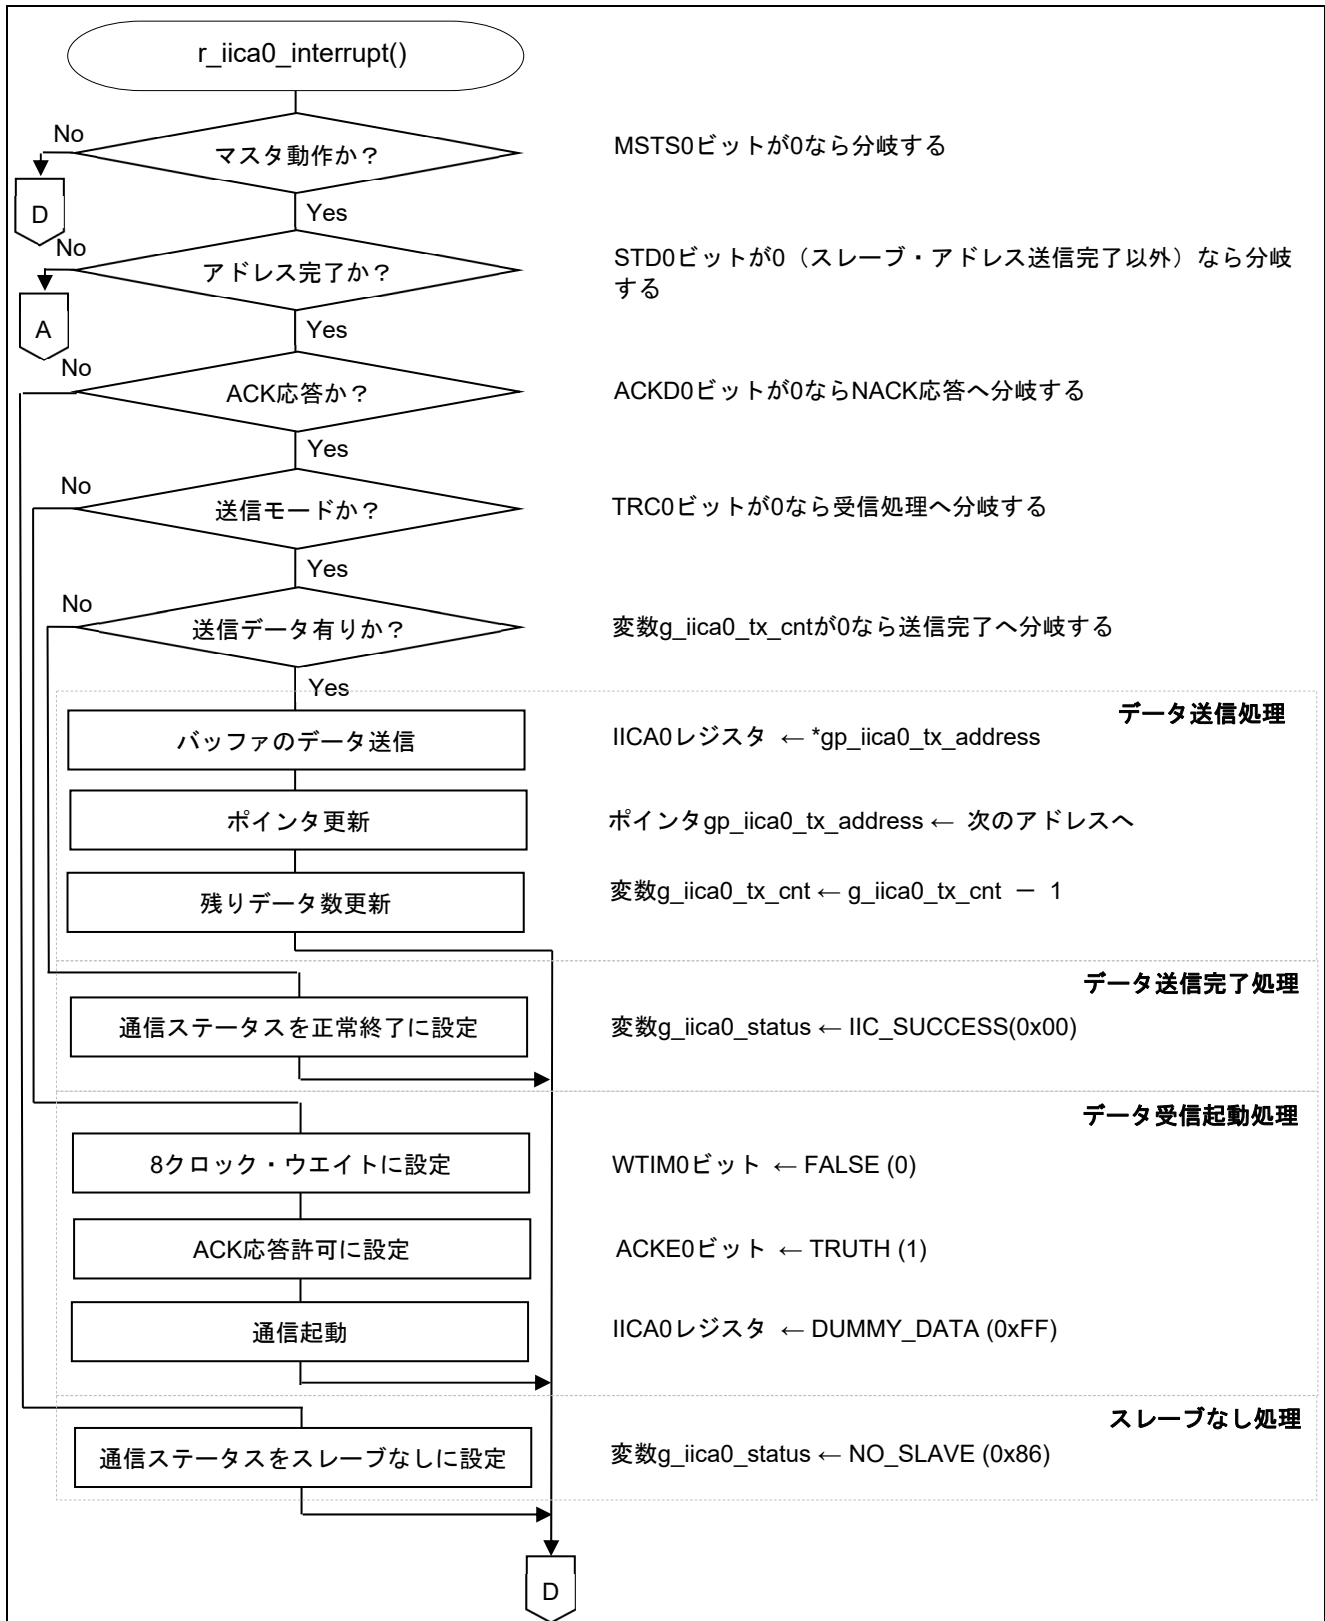 r_iica0_interrupt()
No
マスタ動作か？
MSTS0ビットが0なら分岐する
D
Yes
No
アドレス完了か？
STD0ビットが0（スレーブ・アドレス送信完了以外）なら分岐
する
A
Yes
No
ACK応答か？
ACKD0ビットが0ならNACK応答へ分岐する
Yes
No
送信モードか？
TRC0ビットが0なら受信処理へ分岐する
Yes
No
送信データ有りか？
変数g_iica0_tx_cntが0なら送信完了へ分岐する
Yes
データ送信処理
バッファのデータ送信
IICA0レジスタ ← *gp_iica0_tx_address
ポインタ更新
ポインタgp_iica0_tx_address ← 次のアドレスへ
残りデータ数更新
変数g_iica0_tx_cnt ← g_iica0_tx_cnt － 1
データ送信完了処理
通信ステータスを正常終了に設定
変数g_iica0_status ← IIC_SUCCESS(0x00)
データ受信起動処理
8クロック・ウエイトに設定
WTIM0ビット ← FALSE (0)
ACK応答許可に設定
ACKE0ビット ← TRUTH (1)
通信起動
IICA0レジスタ ← DUMMY_DATA (0xFF)
スレーブなし処理
通信ステータスをスレーブなしに設定
変数g_iica0_status ← NO_SLAVE (0x86)
D